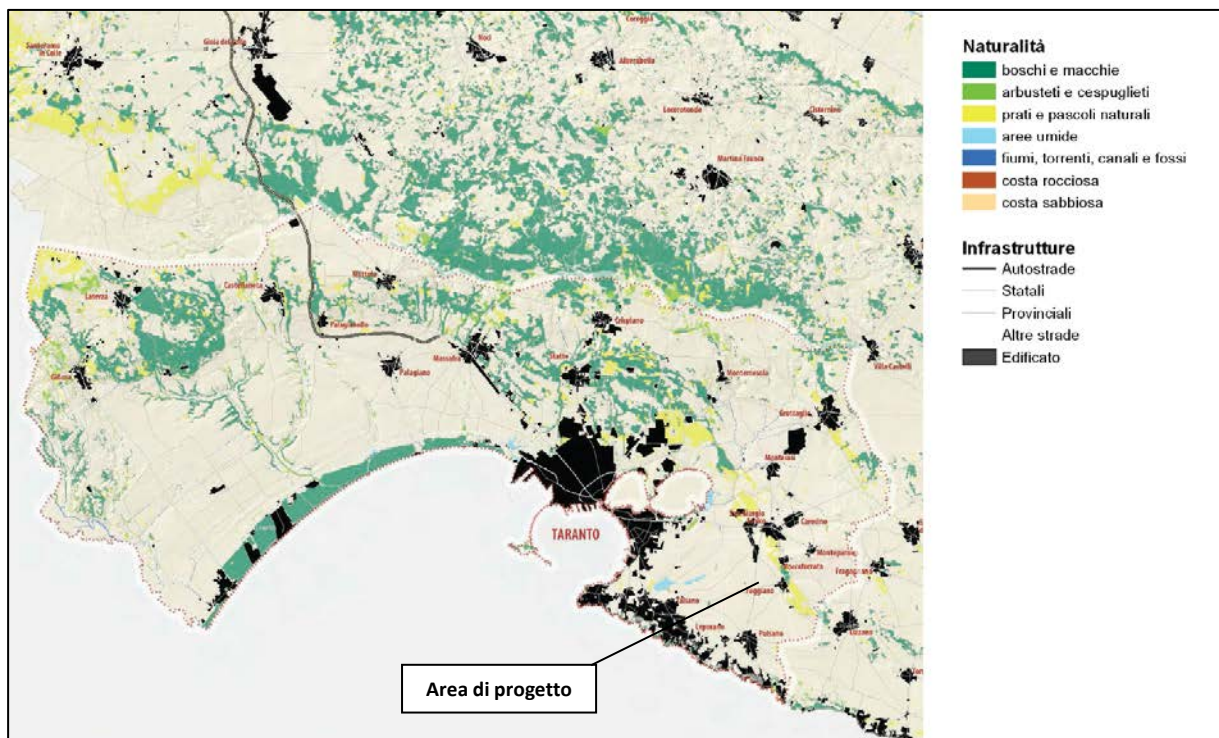 Noci
Gioia del Colle
Santeramo
in Colle
Alberobello
Locorotondo
Cisternino
Martina Franca
Mottola
Laterza
Castellaneta
Palagianello
Crispiano
Massafra
Statte
Palagiano
Ginosa
Montemesola
Villa Castelli
Grottaglie
Monteiasi
TARANTO
Carosino
Monteparano
Roccaforzata
Fragagnano
Faggiano
Leporano
Pulsano
Lizzano
Area di progetto
Naturalità
boschi e macchie
arbusteti e cespuglieti
prati e pascoli naturali
aree umide
fiumi, torrenti, canali e fossi
costa rocciosa
costa sabbiosa
Infrastrutture
Autostrade
Statali
Provinciali
Altre strade
Edificato